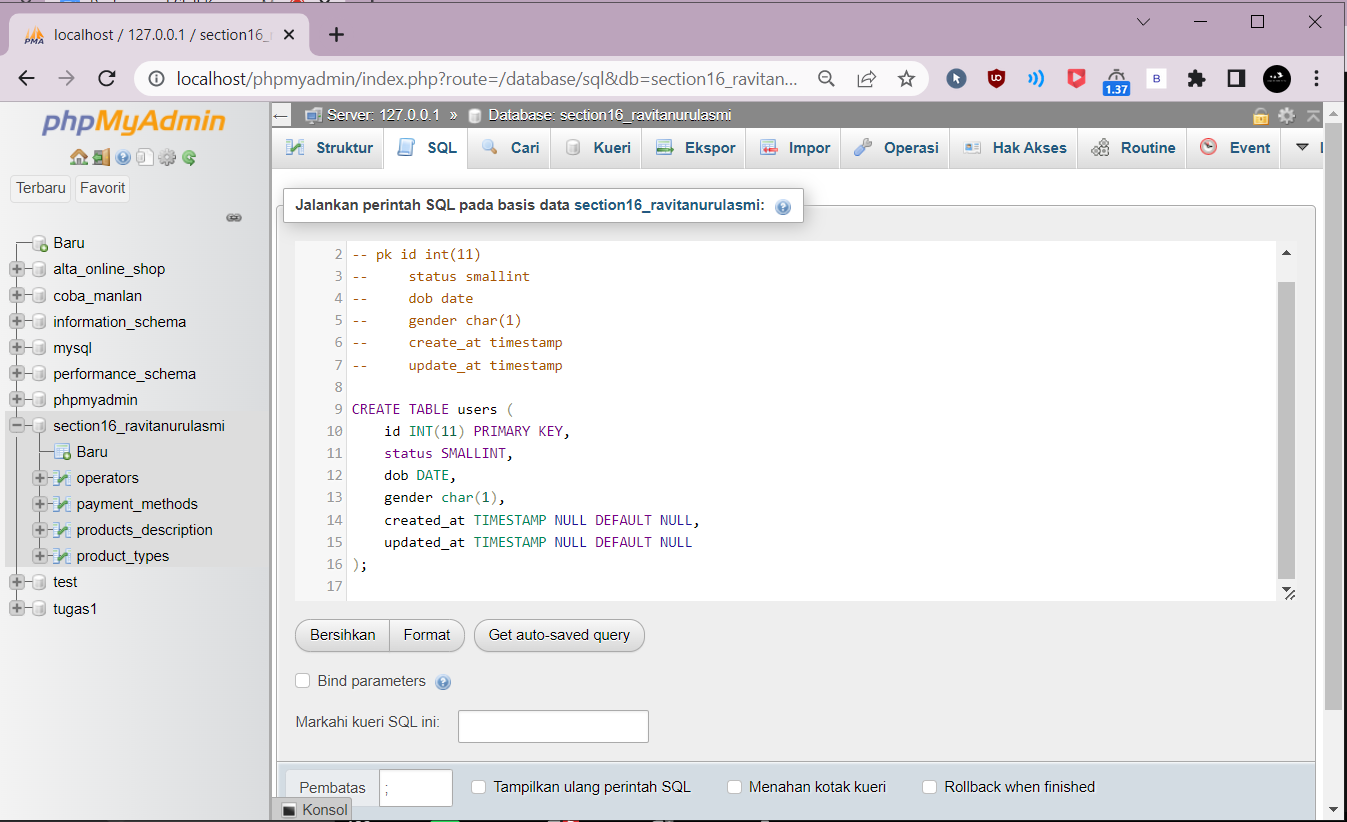 localhost / 127.0.0.1 / section16_
localhost/phpmyadmin/index.php?route=/database/sql&db=section16_ravitan...
1.37
B
phpMyAdmin
Terbaru Favorit
Baru
alta_online_shop
coba_manlan
information_schema
mysql
performance_schema
phpmyadmin
section16_ravitanurulasmi
Baru
operators
payment_methods
products_description
product_types
test
tugas1
Server: 127.0.0.1 » Database: section16_ravitanurulasmi
Struktur SQL Cari Kueri Ekspor Impor Operasi Hak Akses Routine Event
Jalankan perintah SQL pada basis data section16_ravitanurulasmi:
2 -- pk id int(11)
3 --     status smallint
4 --     dob date
5 --     gender char(1)
6 --     create_at timestamp
7 --     update_at timestamp
8
9 CREATE TABLE users (
10     id INT(11) PRIMARY KEY,
11     status SMALLINT,
12     dob DATE,
13     gender char(1),
14     created_at TIMESTAMP NULL DEFAULT NULL,
15     updated_at TIMESTAMP NULL DEFAULT NULL
16 );
17
Bersihkan Format Get auto-saved query
Bind parameters
Markahi kueri SQL ini:
Pembatas ; Tampilkan ulang perintah SQL Menahan kotak kueri Rollback when finished
Konsol